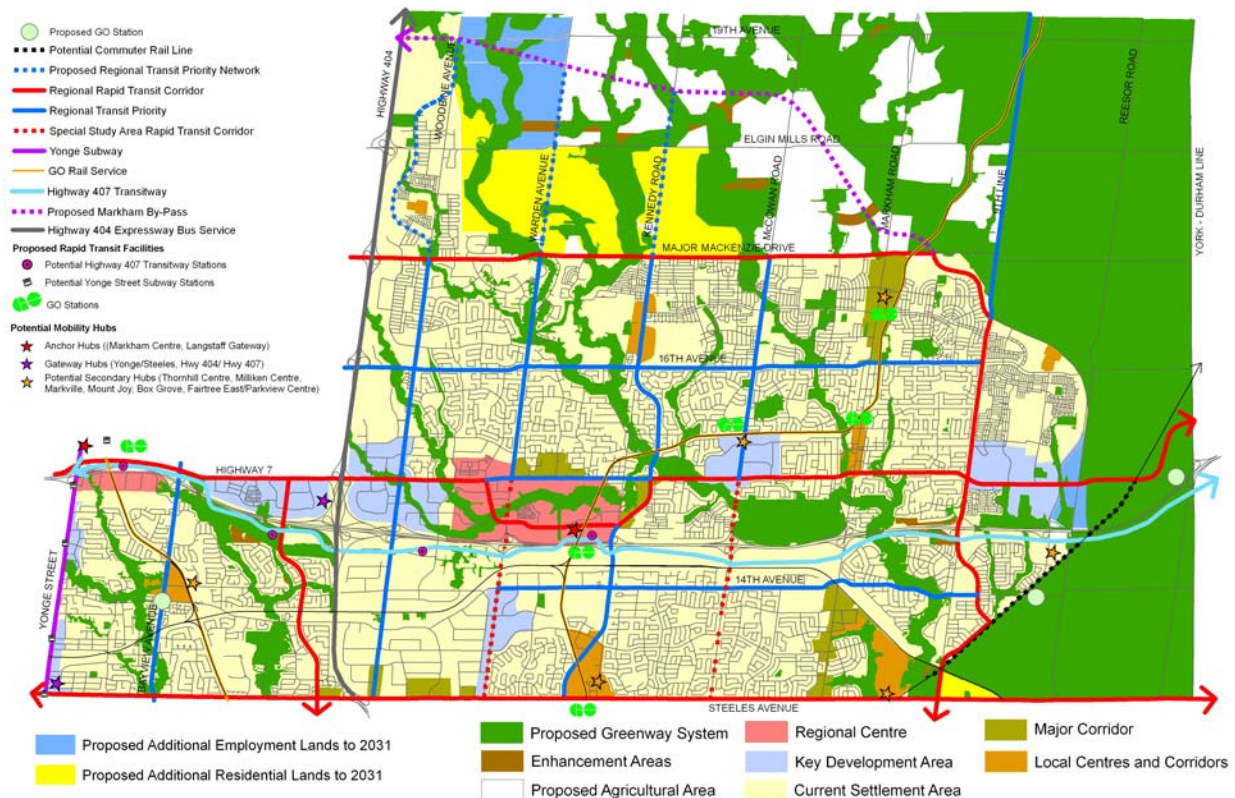 Proposed GO Station
Potential Commuter Rail Line
Proposed Regional Transit Priority Network
Regional Rapid Transit Corridor
Regional Transit Priority
Special Study Area Rapid Transit Corridor
Yonge Subway
GO Rail Service
Highway 407 Transitway
Proposed Markham By-Pass
Highway 404 Expressway Bus Service
Proposed Rapid Transit Facilities
Potential Highway 407 Transitway Stations
Potential Yonge Street Subway Stations
GO Stations
Potential Mobility Hubs
Anchor Hubs ((Markham Centre, Langstaff Gateway)
Gateway Hubs (Yonge/Steeles, Hwy 404/ Hwy 407)
Potential Secondary Hubs (Thornhill Centre, Milliken Centre,
Markville, Mount Joy, Box Grove, Fairtree East/Parkview Centre)
19TH AVENUE
HIGHWAY 404
WOODBINE AVENUE
ELGIN MILLS ROAD
WARDEN AVENUE
KENNEDY ROAD
McCOWAN ROAD
MARKHAM ROAD
9TH LINE
REESOR ROAD
YORK - DURHAM LINE
MAJOR MACKENZIE DRIVE
16TH AVENUE
HIGHWAY 7
14TH AVENUE
YONGE STREET
BAYVIEW AVENUE
STEELES AVENUE
Proposed Additional Employment Lands to 2031
Proposed Additional Residential Lands to 2031
Proposed Greenway System
Enhancement Areas
Proposed Agricultural Area
Regional Centre
Key Development Area
Current Settlement Area
Major Corridor
Local Centres and Corridors